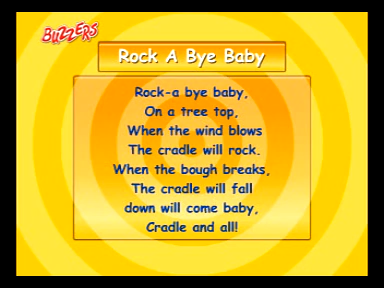 BUZZERS
Rock A Bye Baby
Rock-a bye baby,
On a tree top,
When the wind blows
The cradle will rock.
When the bough breaks,
The cradle will fall
down will come baby,
Cradle and all!